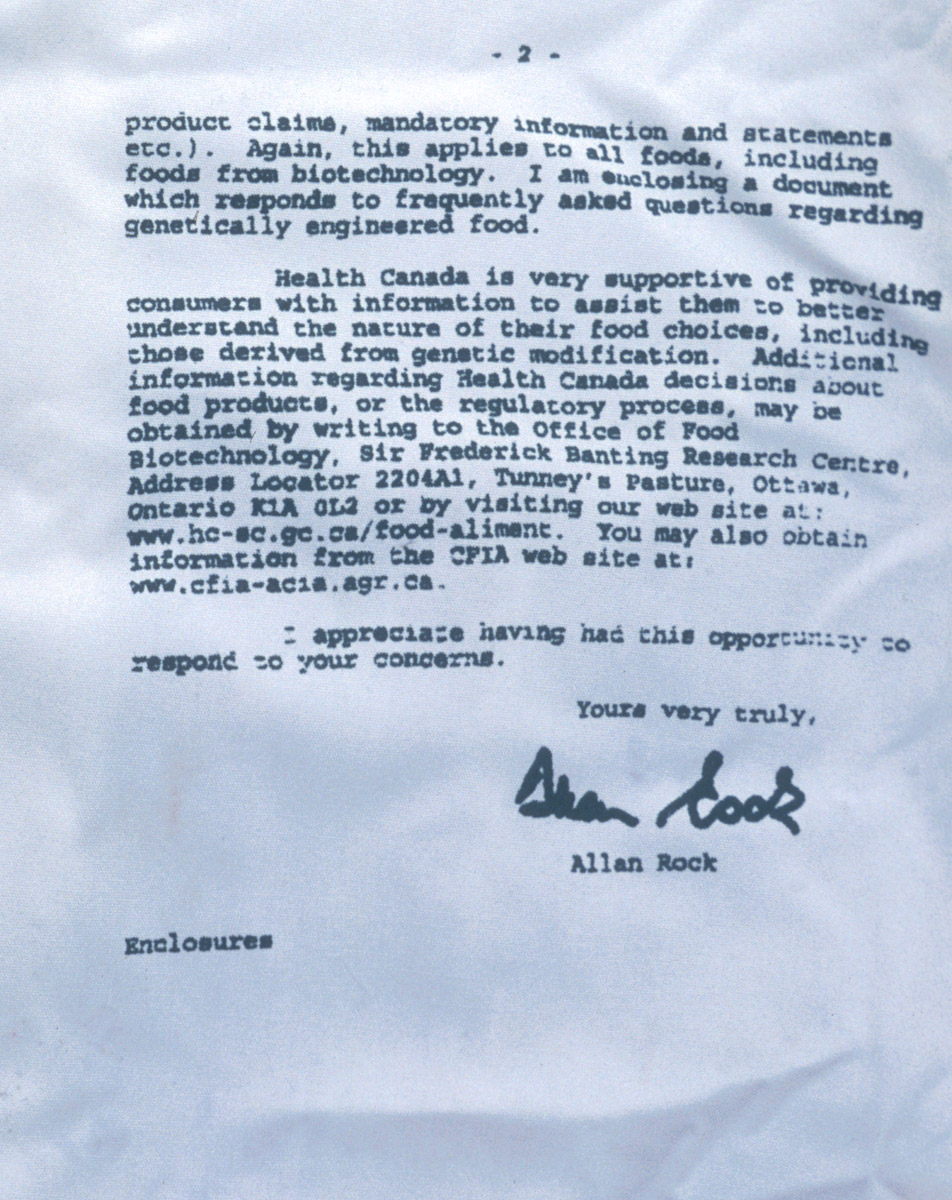 - 2 -
product claims, mandatory information and statements
etc.). Again, this applies to all foods, including
foods from biotechnology. I am enclosing a document
which responds to frequently asked questions regarding
genetically engineered food.
Health Canada is very supportive of providing
consumers with information to assist them to better
understand the nature of their food choices, including
those derived from genetic modification. Additional
information regarding Health Canada decisions about
food products, or the regulatory process, may be
obtained by writing to the Office of Food
Biotechnology, Sir Frederick Banting Research Centre,
Address Locator 2204A1, Tunney's Pasture, Ottawa,
Ontario K1A 0L2 or by visiting our web site at:
www.hc-sc.gc.ca/food-aliment. You may also obtain
information from the CFIA web site at:
www.cfia-acia.agr.ca.
I appreciate having had this opportunity to
respond to your concerns.
Yours very truly,
Allan Rock
Allan Rock
Enclosures